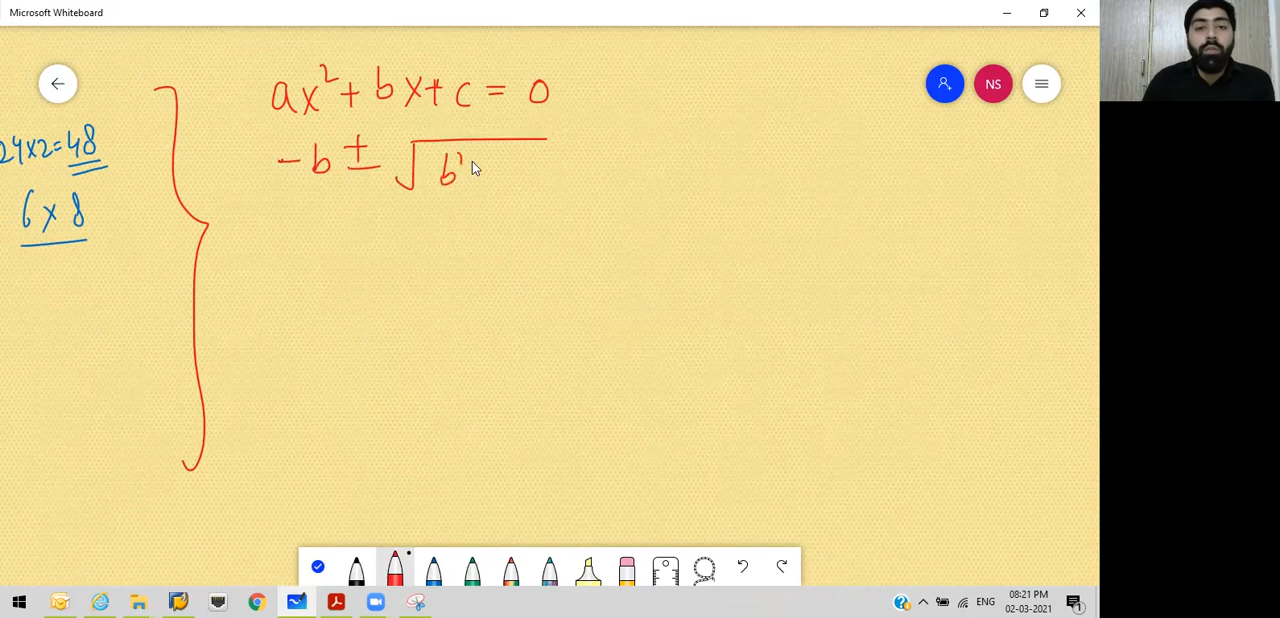 Microsoft Whiteboard
NS
ax² + bx + c = 0
-b ± √b²
24x2=48
6 x 8
ENG
08:21 PM
02-03-2021